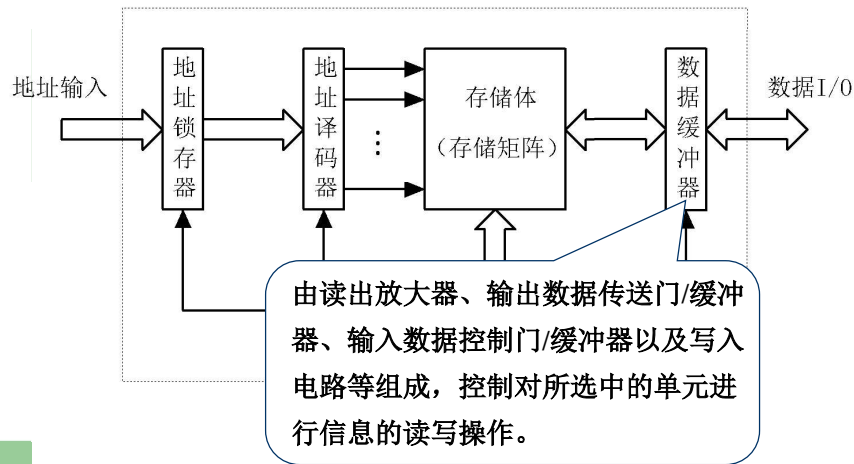 地址输入
地址锁存器
地址译码器
⋮
存储体
（存储矩阵）
数据缓冲器
数据I/O
由读出放大器、输出数据传送门/缓冲
器、输入数据控制门/缓冲器以及写入
电路等组成，控制对所选中的单元进
行信息的读写操作。